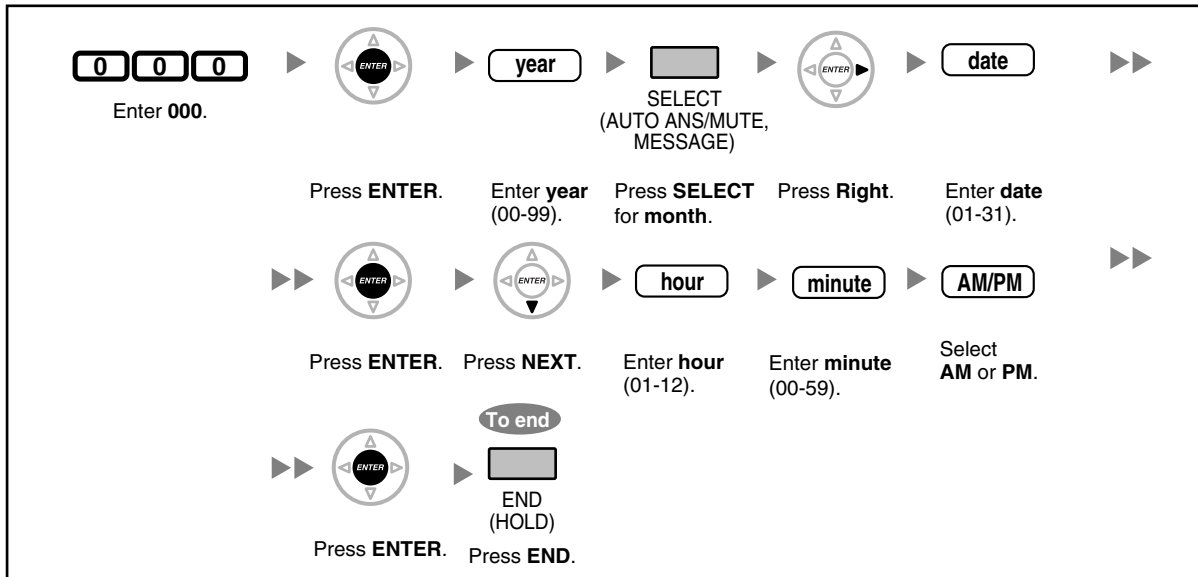 0 0 0
ENTER
year
ENTER
date
Enter 000.
SELECT
(AUTO ANS/MUTE,
MESSAGE)
Press ENTER.
Enter year
(00-99).
Press SELECT
for month.
Press Right.
Enter date
(01-31).
ENTER
ENTER
hour
minute
AM/PM
Press ENTER.
Press NEXT.
Enter hour
(01-12).
Enter minute
(00-59).
Select
AM or PM.
To end
ENTER
END
(HOLD)
Press ENTER.
Press END.